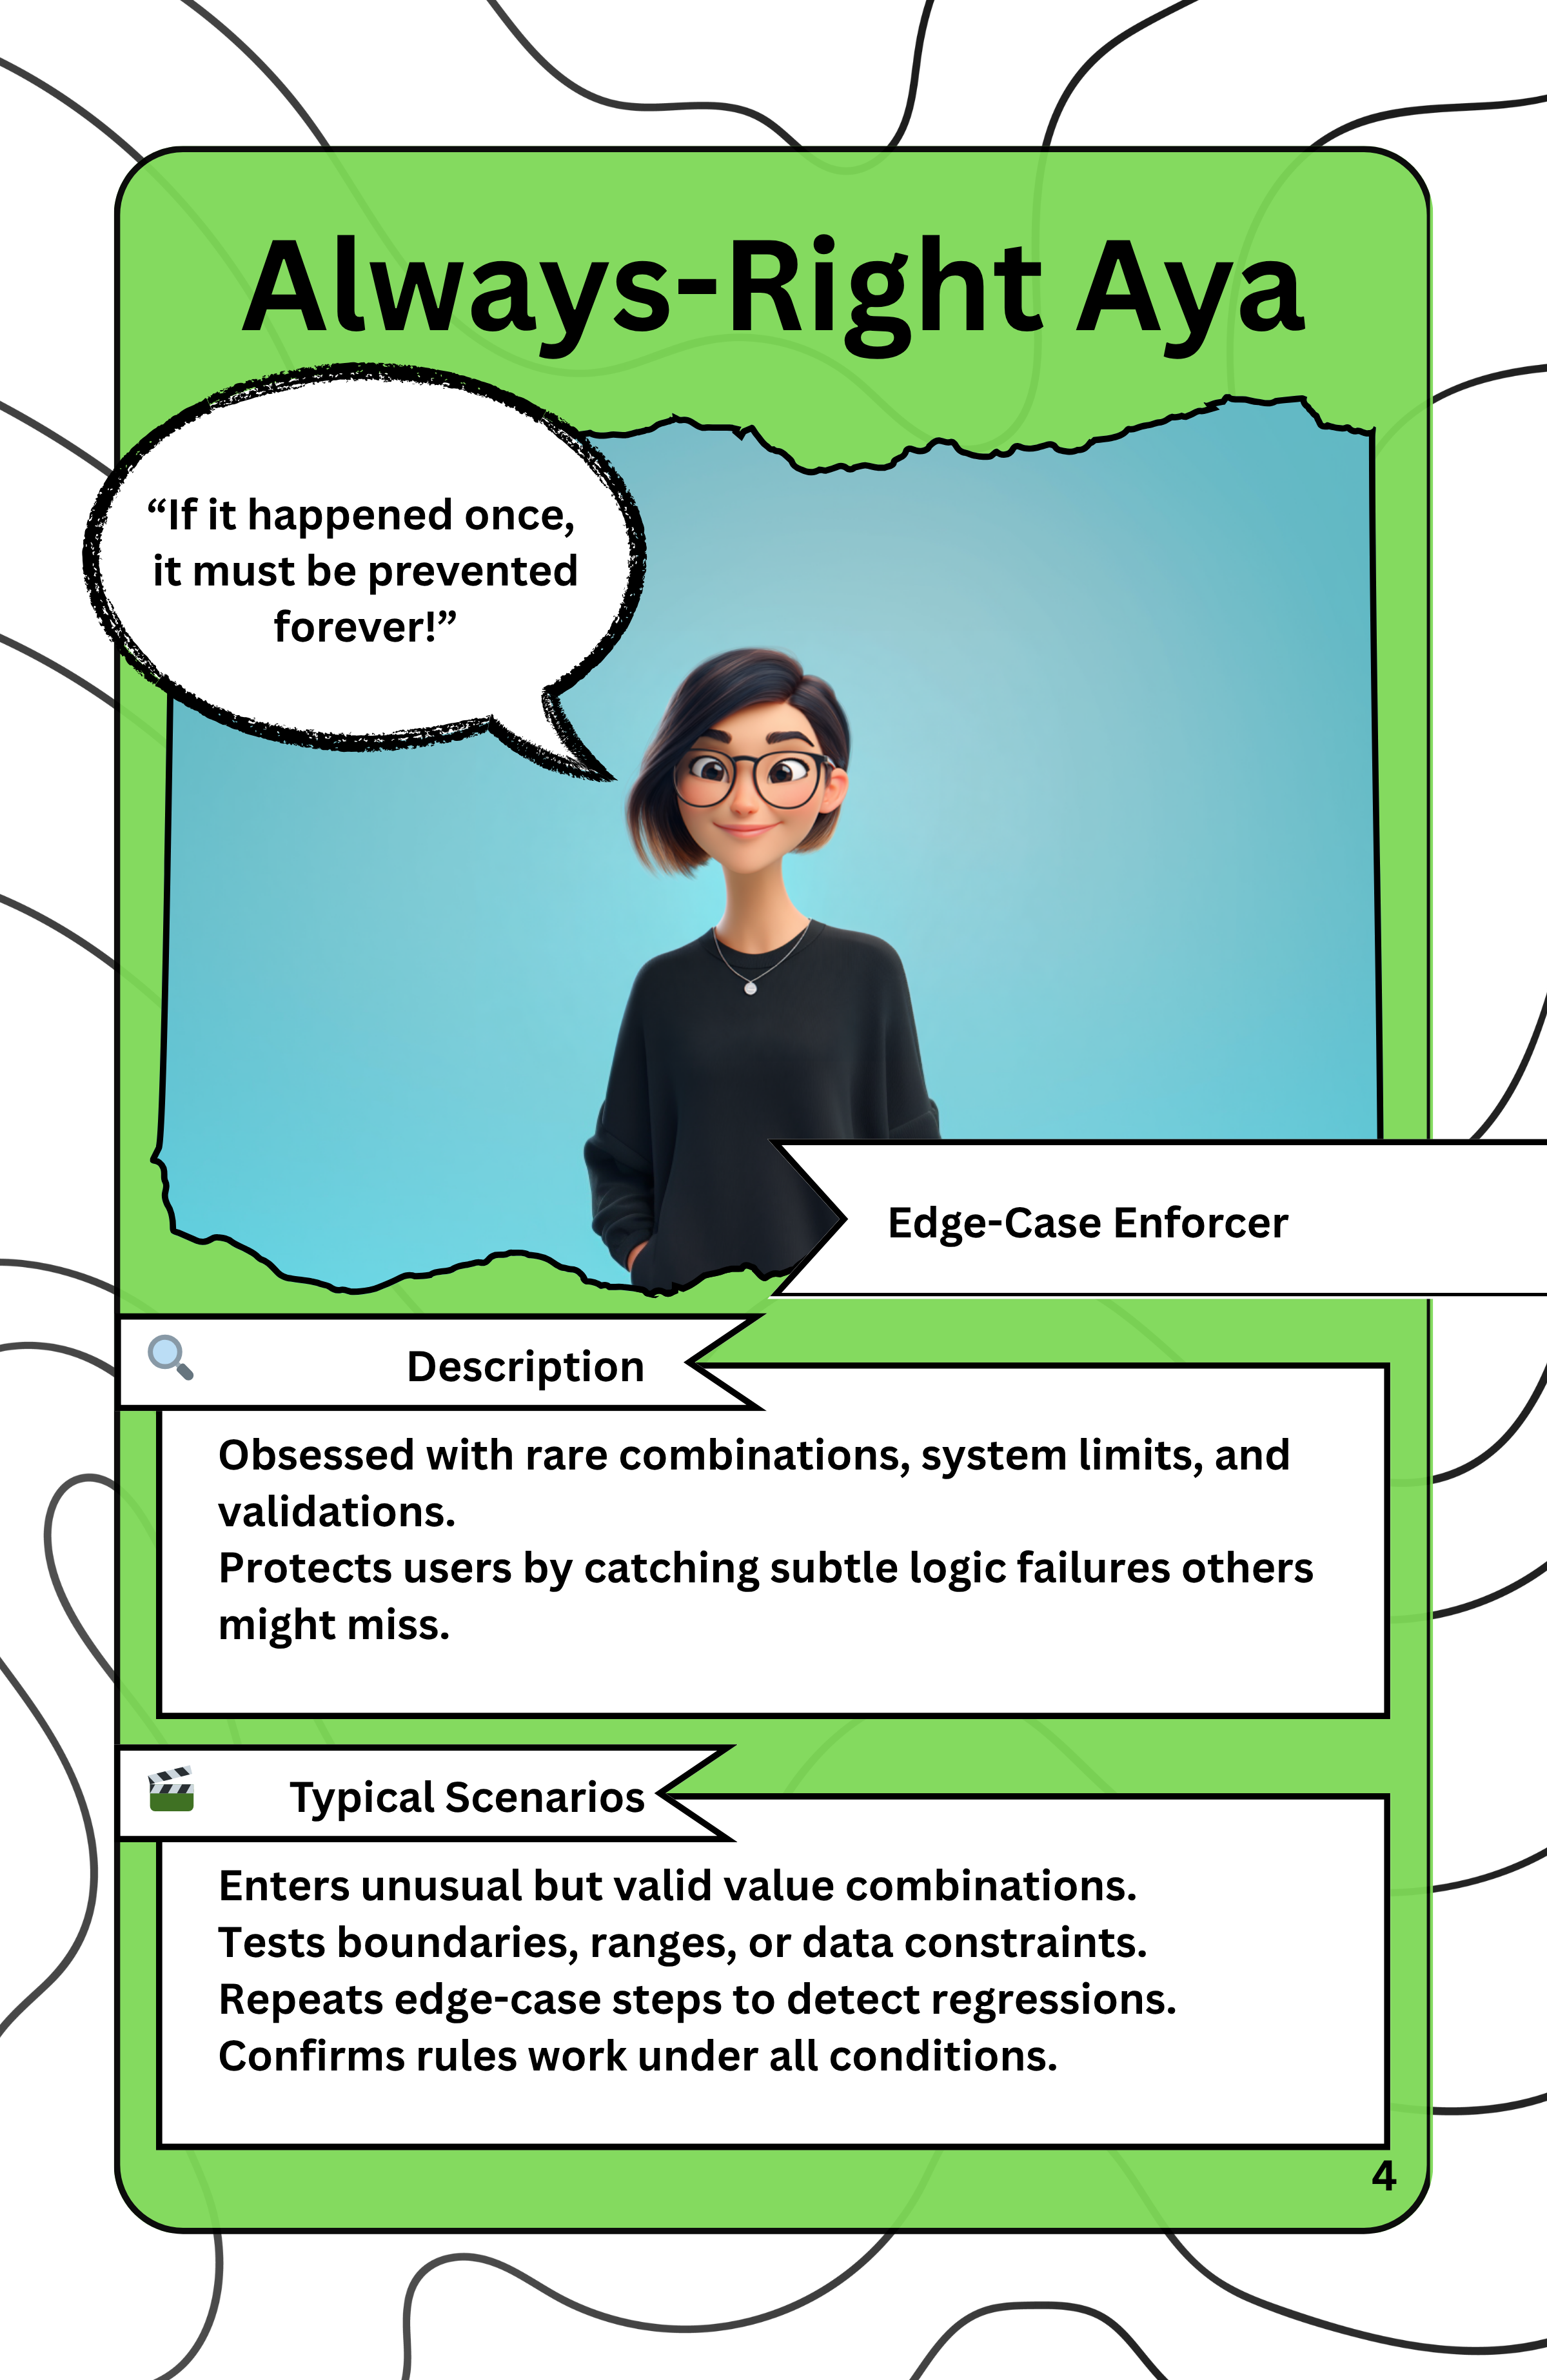 Always-Right Aya
“If it happened once,
it must be prevented
forever!”
Edge-Case Enforcer
Description
Obsessed with rare combinations, system limits, and
validations.
Protects users by catching subtle logic failures others
might miss.
Typical Scenarios
Enters unusual but valid value combinations.
Tests boundaries, ranges, or data constraints.
Repeats edge-case steps to detect regressions.
Confirms rules work under all conditions.
4